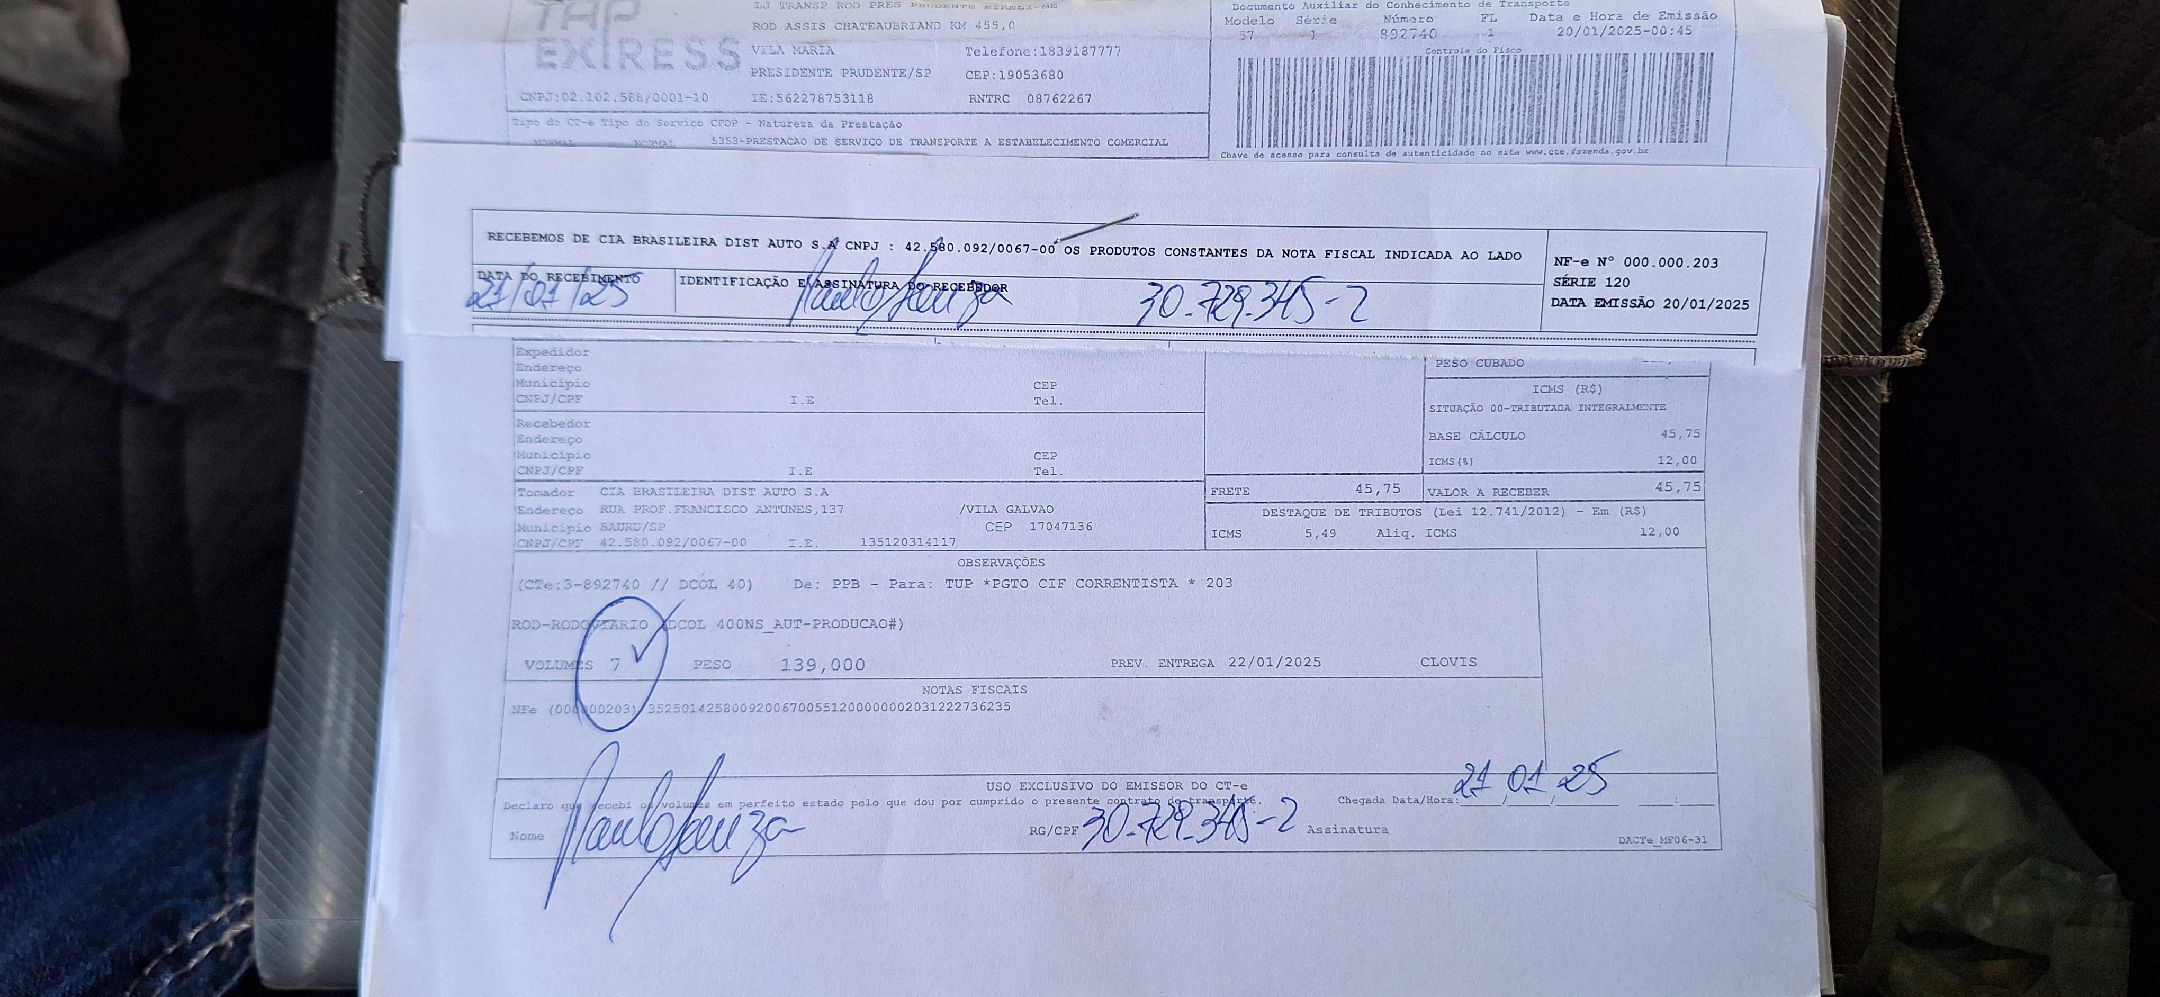 TAP
EXPRESS
LJ TRANSP ROD PRES PRUDENTE EIRELI-ME
ROD ASSIS CHATEAUBRIAND KM 455,0
VILA MARIA Telefone:1839187777
PRESIDENTE PRUDENTE/SP CEP:19053680
CNPJ:02.102.588/0001-10 IE:562278753118 RNTRC 08762267
Documento Auxiliar do Conhecimento de Transporte
Modelo Série Número FL Data e Hora de Emissão
57 1 892740 1 20/01/2025-00:45
Controle do Fisco
Tipo do CT-e Tipo do Serviço CFOP - Natureza da Prestação
NORMAL NORMAL 5353-PRESTACAO DE SERVICO DE TRANSPORTE A ESTABELECIMENTO COMERCIAL
Chave de acesso para consulta de autenticidade no site www.cte.fazenda.gov.br
RECEBEMOS DE CIA BRASILEIRA DIST AUTO S.A CNPJ : 42.580.092/0067-00 OS PRODUTOS CONSTANTES DA NOTA FISCAL INDICADA AO LADO
DATA DO RECEBIMENTO IDENTIFICAÇÃO E ASSINATURA DO RECEBEDOR
21/01/25 Paulo Souza 30.729.345-2
NF-e Nº 000.000.203
SÉRIE 120
DATA EMISSÃO 20/01/2025
Expedidor
Endereço
Município CEP
CNPJ/CPF I.E Tel.
Recebedor
Endereço
Município CEP
CNPJ/CPF I.E Tel.
PESO CUBADO
ICMS (R$)
SITUAÇÃO 00-TRIBUTADA INTEGRALMENTE
BASE CÁLCULO 45,75
ICMS(%) 12,00
Tomador CIA BRASILEIRA DIST AUTO S.A
Endereço RUA PROF.FRANCISCO ANTUNES,137 /VILA GALVAO
Município BAURU/SP CEP 17047136
CNPJ/CPF 42.580.092/0067-00 I.E. 135120314117
FRETE 45,75 VALOR A RECEBER 45,75
DESTAQUE DE TRIBUTOS (Lei 12.741/2012) - Em (R$)
ICMS 5,49 Aliq. ICMS 12,00
OBSERVAÇÕES
(CTe:3-892740 // DCOL 40) De: PPB - Para: TUP *PGTO CIF CORRENTISTA * 203
ROD-RODOVIARIO (DCOL 400NS_AUT-PRODUCAO#)
VOLUMES 7 PESO 139,000 PREV. ENTREGA 22/01/2025 CLOVIS
NOTAS FISCAIS
NFe (000000203) 35250142580092006700551200000002031222736235
USO EXCLUSIVO DO EMISSOR DO CT-e
Declaro que recebi os volumes em perfeito estado pelo que dou por cumprido o presente contrato de transporte. Chegada Data/Hora: 21/01/25 :
Nome Paulo Souza RG/CPF 30.729.345-2 Assinatura
DACTe_MF06-31